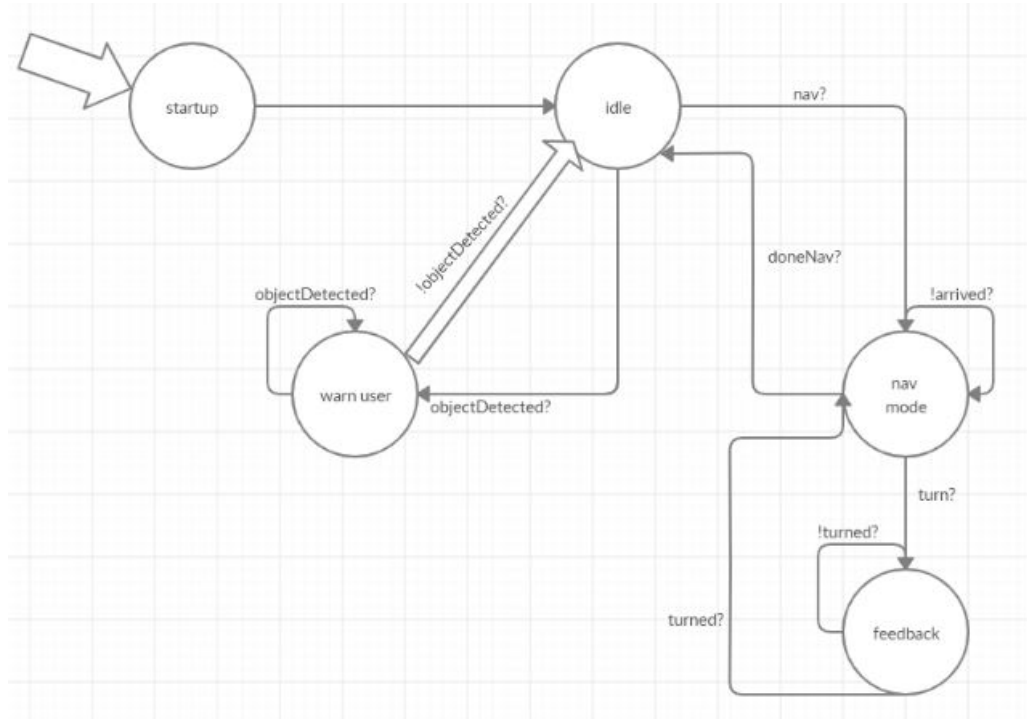 startup
idle
nav?
!objectDetected?
doneNav?
objectDetected?
!arrived?
warn user
objectDetected?
nav
mode
turn?
!turned?
turned?
feedback